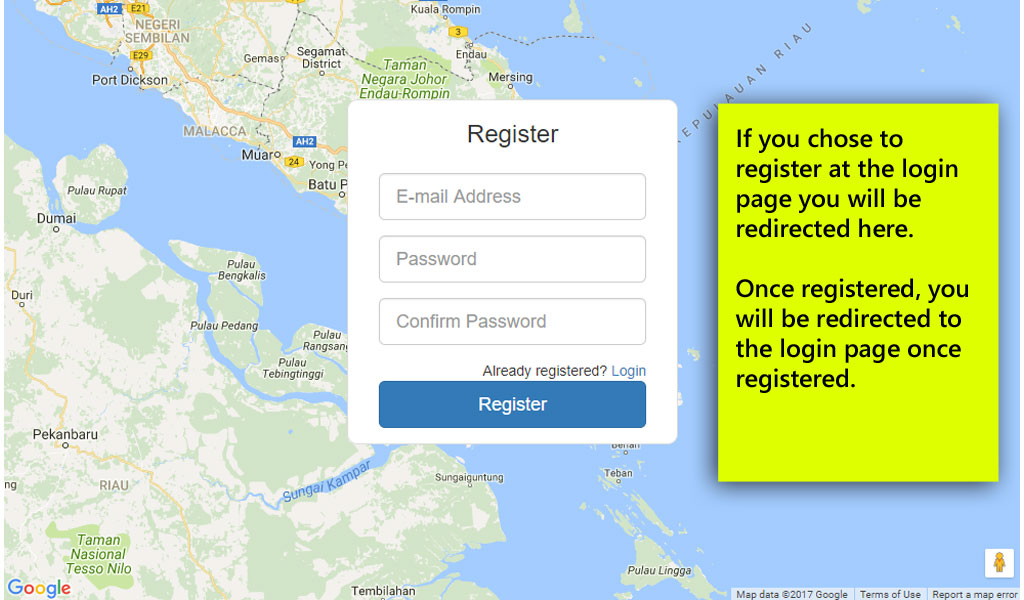 Kuala Rompin
AH2
E21
NEGERI
SEMBILAN
3
E29
Gemas
Segamat
District
Endau
Port Dickson
Taman
Negara Johor
Endau-Rompin
Mersing
KEPULAUAN RIAU
MALACCA
AH2
Muar
24
Yong Pe
Batu P
Pulau Rupat
Dumai
Pulau
Bengkalis
Duri
Pulau Pedang
Pulau
Rangsang
Pulau
Tebingtinggi
Pekanbaru
ng
RIAU
Sungai Kampar
Sungaiguntung
Benan
Teban
Taman
Nasional
Tesso Nilo
Pulau Lingga
Tembilahan
Register
E-mail Address
Password
Confirm Password
Already registered? Login
Register
If you chose to
register at the login
page you will be
redirected here.
Once registered, you
will be redirected to
the login page once
registered.
Google
Map data ©2017 Google
Terms of Use
Report a map error